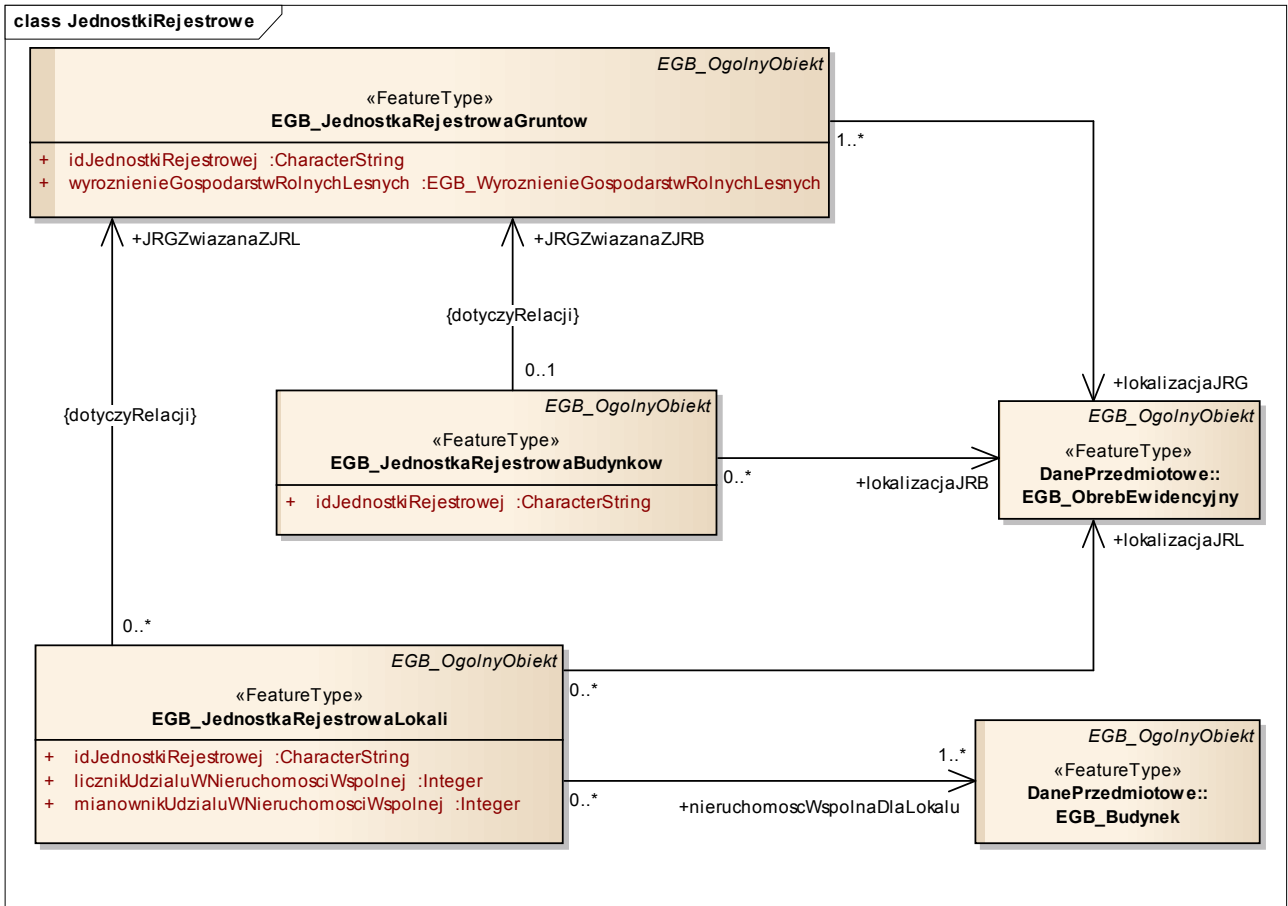 class JednostkiRejestrowe
EGB_OgolnyObiekt
«FeatureType»
EGB_JednostkaRejestrowaGruntow
+ idJednostkiRejestrowej :CharacterString
+ wyroznienieGospodarstwRolnychLesnych :EGB_WyroznienieGospodarstwRolnychLesnych
1..*
+JRGZwiazanaZJRL
+JRGZwiazanaZJRB
{dotyczyRelacji}
0..1
+lokalizacjaJRG
{dotyczyRelacji}
EGB_OgolnyObiekt
«FeatureType»
EGB_JednostkaRejestrowaBudynkow
+ idJednostkiRejestrowej :CharacterString
0..*
+lokalizacjaJRB
EGB_OgolnyObiekt
«FeatureType»
DanePrzedmiotowe::
EGB_ObrebEwidencyjny
+lokalizacjaJRL
0..*
EGB_OgolnyObiekt
«FeatureType»
EGB_JednostkaRejestrowaLokali
+ idJednostkiRejestrowej :CharacterString
+ licznikUdzialuWNieruchomosciWspolnej :Integer
+ mianownikUdzialuWNieruchomosciWspolnej :Integer
0..*
0..*
1..*
+nieruchomoscWspolnaDlaLokalu
EGB_OgolnyObiekt
«FeatureType»
DanePrzedmiotowe::
EGB_Budynek